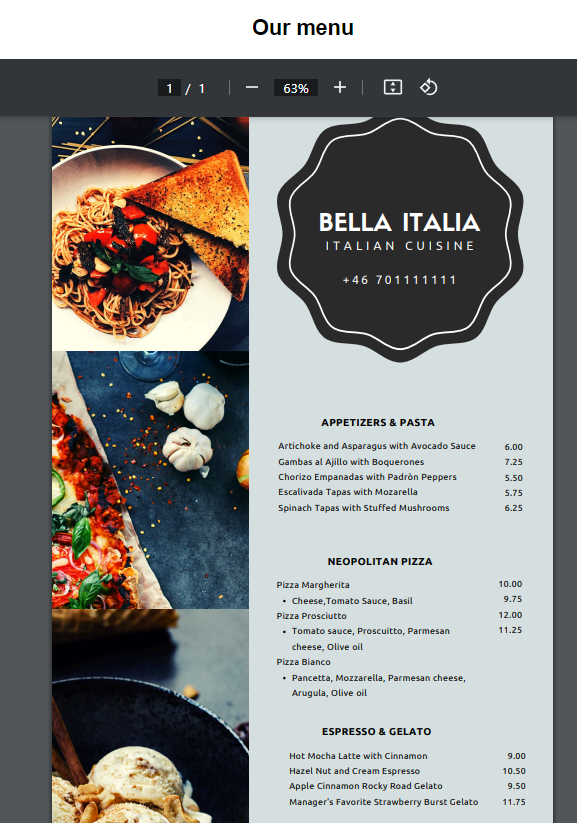 Our menu
1 / 1 63%
BELLA ITALIA
ITALIAN CUISINE
+46 701111111
APPETIZERS & PASTA
Artichoke and Asparagus with Avocado Sauce 6.00
Gambas al Ajillo with Boquerones 7.25
Chorizo Empanadas with Padròn Peppers 5.50
Escalivada Tapas with Mozarella 5.75
Spinach Tapas with Stuffed Mushrooms 6.25
NEOPOLITAN PIZZA
Pizza Margherita 10.00
• Cheese,Tomato Sauce, Basil 9.75
Pizza Prosciutto 12.00
• Tomato sauce, Proscuitto, Parmesan 11.25
cheese, Olive oil
Pizza Bianco
• Pancetta, Mozzarella, Parmesan cheese,
Arugula, Olive oil
ESPRESSO & GELATO
Hot Mocha Latte with Cinnamon 9.00
Hazel Nut and Cream Espresso 10.50
Apple Cinnamon Rocky Road Gelato 9.50
Manager's Favorite Strawberry Burst Gelato 11.75